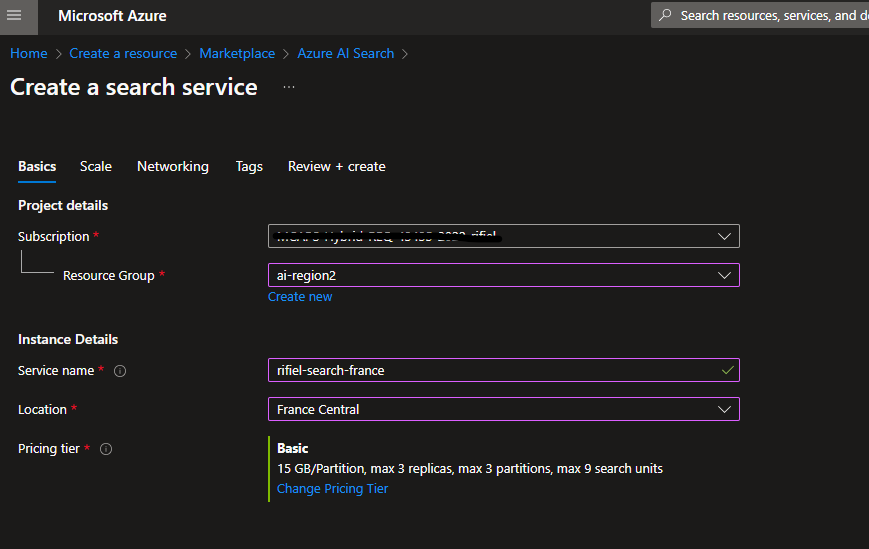 Microsoft Azure
Search resources, services, and
Home > Create a resource > Marketplace > Azure AI Search >
Create a search service ...
Basics Scale Networking Tags Review + create
Project details
Subscription *
Resource Group * ai-region2
Create new
Instance Details
Service name * rifiel-search-france
Location * France Central
Pricing tier * Basic
15 GB/Partition, max 3 replicas, max 3 partitions, max 9 search units
Change Pricing Tier